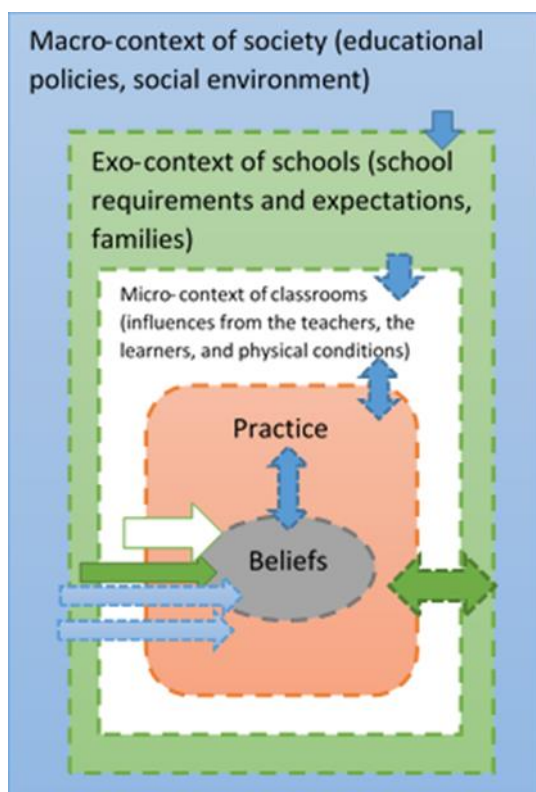 Macro-context of society (educational
policies, social environment)
Exo-context of schools (school
requirements and expectations,
families)
Micro-context of classrooms
(influences from the teachers, the
learners, and physical conditions)
Practice
Beliefs